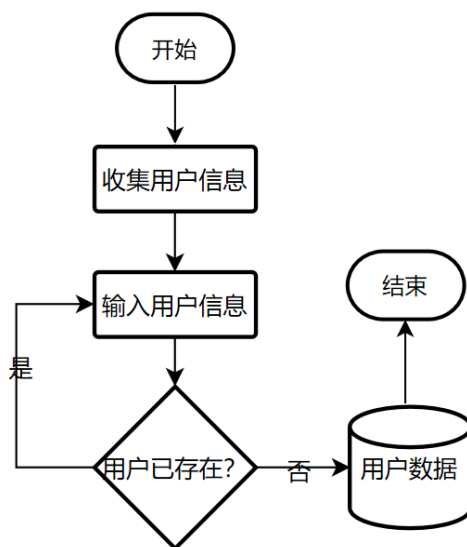 开始
收集用户信息
输入用户信息
结束
是
用户已存在?
否
用户数据